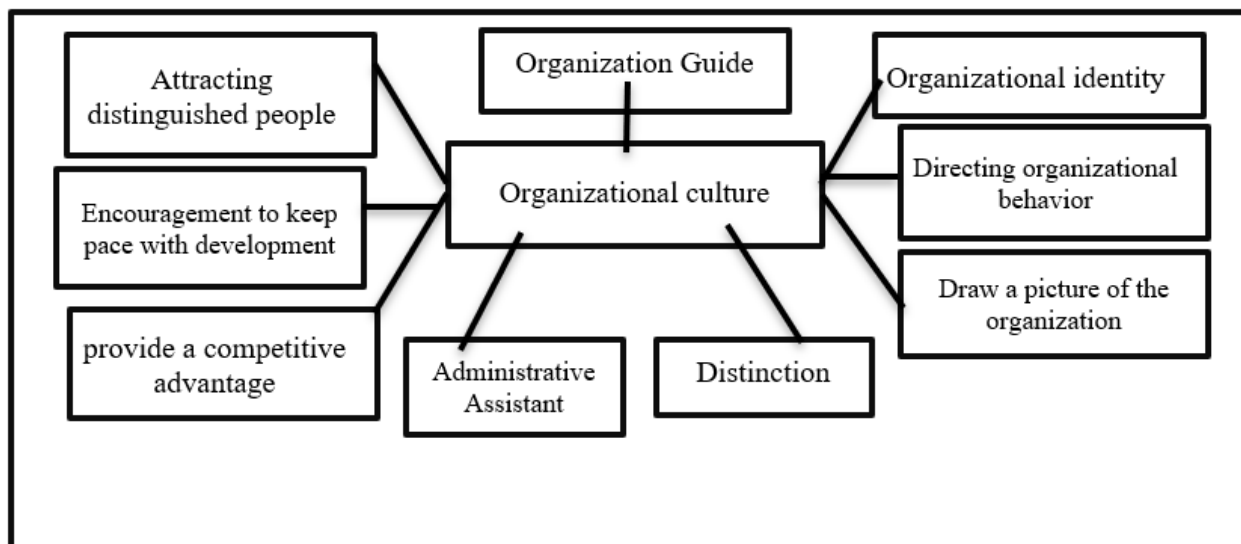 Attracting
distinguished people
Organization Guide
Organizational identity
Encouragement to keep
pace with development
Organizational culture
Directing organizational
behavior
provide a competitive
advantage
Administrative
Assistant
Distinction
Draw a picture of the
organization